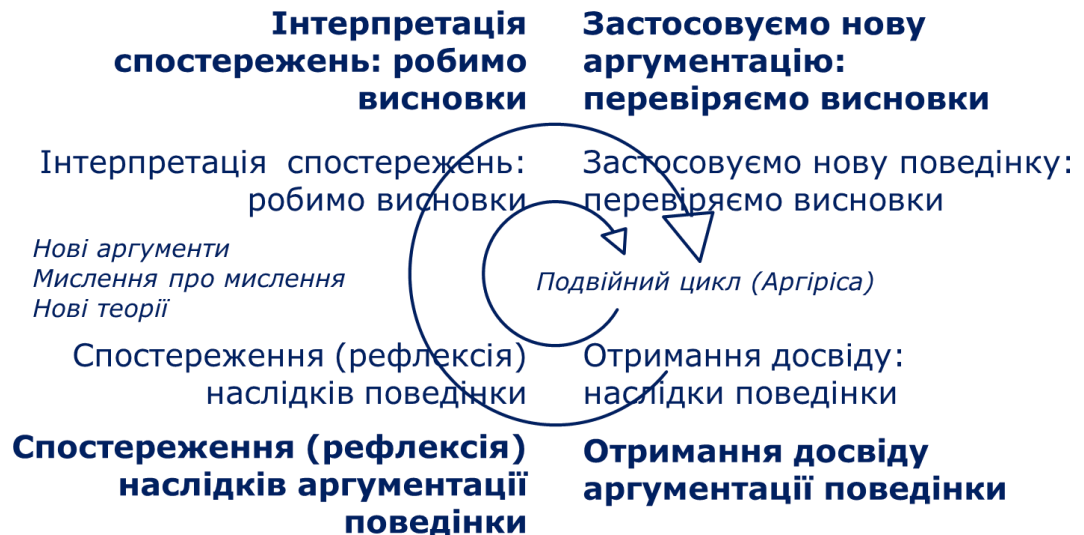 Інтерпретація
спостережень: робимо
висновки
Застосовуємо нову
аргументацію:
перевіряємо висновки
Інтерпретація спостережень:
робимо висновки
Застосовуємо нову поведінку:
перевіряємо висновки
Нові аргументи
Мислення про мислення
Нові теорії
Подвійний цикл (Аргіріса)
Спостереження (рефлексія)
наслідків поведінки
Отримання досвіду:
наслідки поведінки
Спостереження (рефлексія)
наслідків аргументації
поведінки
Отримання досвіду
аргументації поведінки